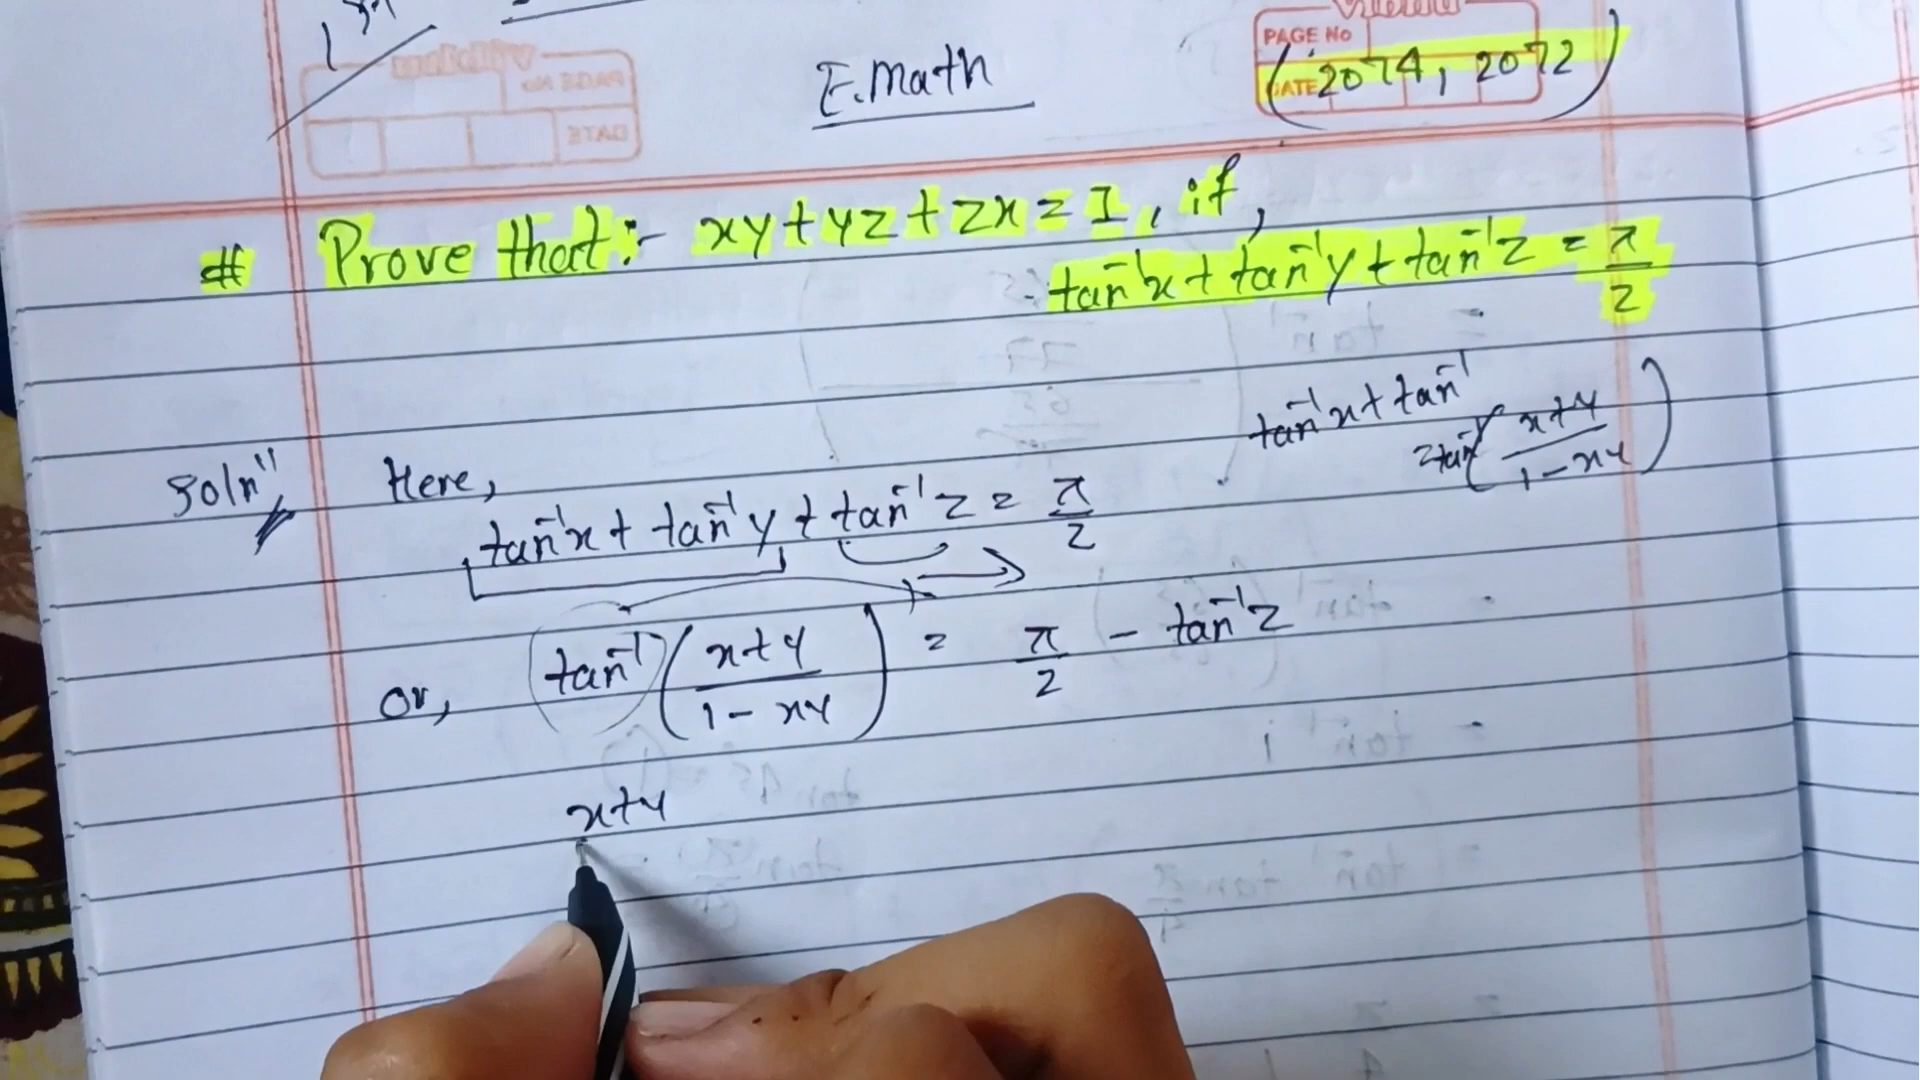 E.Math
PAGE No
DATE
(2074, 2072)
# Prove that:- xy + yz + zx = 1, if,
tan⁻¹x + tan⁻¹y + tan⁻¹z = π/2
tan⁻¹x + tan⁻¹
= tan⁻¹ (x+y / 1-xy)
Soln"
Here,
tan⁻¹x + tan⁻¹y + tan⁻¹z = π/2
or, tan⁻¹ (x+y / 1-xy) = π/2 - tan⁻¹z
x+y